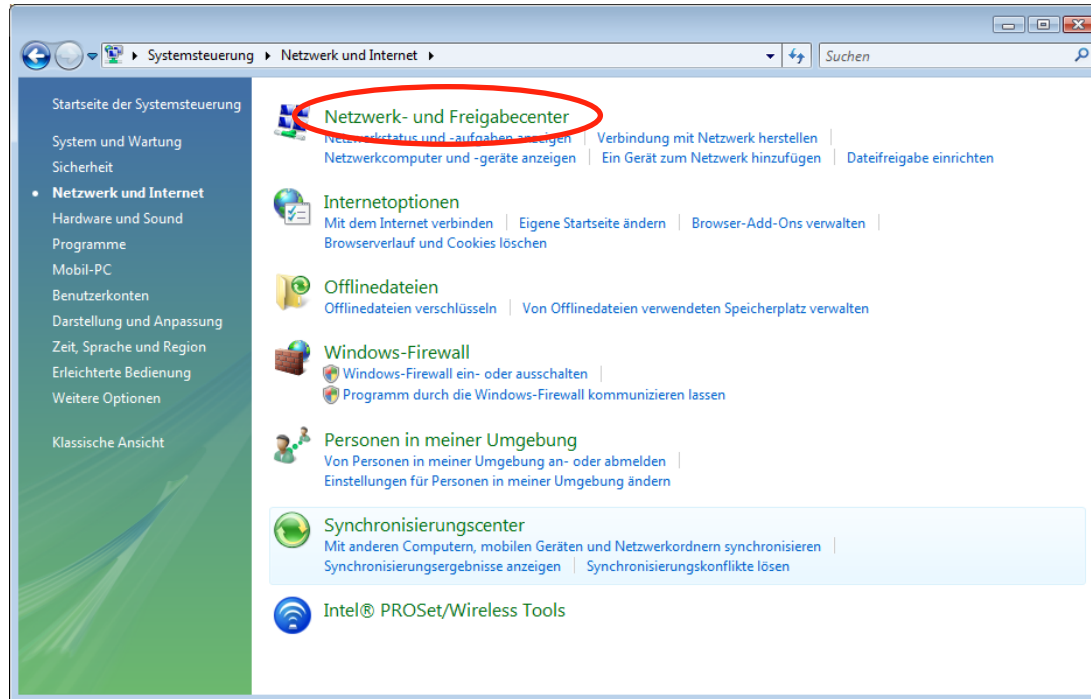 Systemsteuerung Netzwerk und Internet Suchen
Startseite der Systemsteuerung
System und Wartung
Sicherheit
Netzwerk und Internet
Hardware und Sound
Programme
Mobil-PC
Benutzerkonten
Darstellung und Anpassung
Zeit, Sprache und Region
Erleichterte Bedienung
Weitere Optionen
Klassische Ansicht
Netzwerk- und Freigabecenter
Netzwerkstatus und -aufgaben anzeigen Verbindung mit Netzwerk herstellen
Netzwerkcomputer und -geräte anzeigen Ein Gerät zum Netzwerk hinzufügen Dateifreigabe einrichten
Internetoptionen
Mit dem Internet verbinden Eigene Startseite ändern Browser-Add-Ons verwalten
Browserverlauf und Cookies löschen
Offlinedateien
Offlinedateien verschlüsseln Von Offlinedateien verwendeten Speicherplatz verwalten
Windows-Firewall
Windows-Firewall ein- oder ausschalten
Programm durch die Windows-Firewall kommunizieren lassen
Personen in meiner Umgebung
Von Personen in meiner Umgebung an- oder abmelden
Einstellungen für Personen in meiner Umgebung ändern
Synchronisierungscenter
Mit anderen Computern, mobilen Geräten und Netzwerkordnern synchronisieren
Synchronisierungsergebnisse anzeigen Synchronisierungskonflikte lösen
Intel® PROSet/Wireless Tools